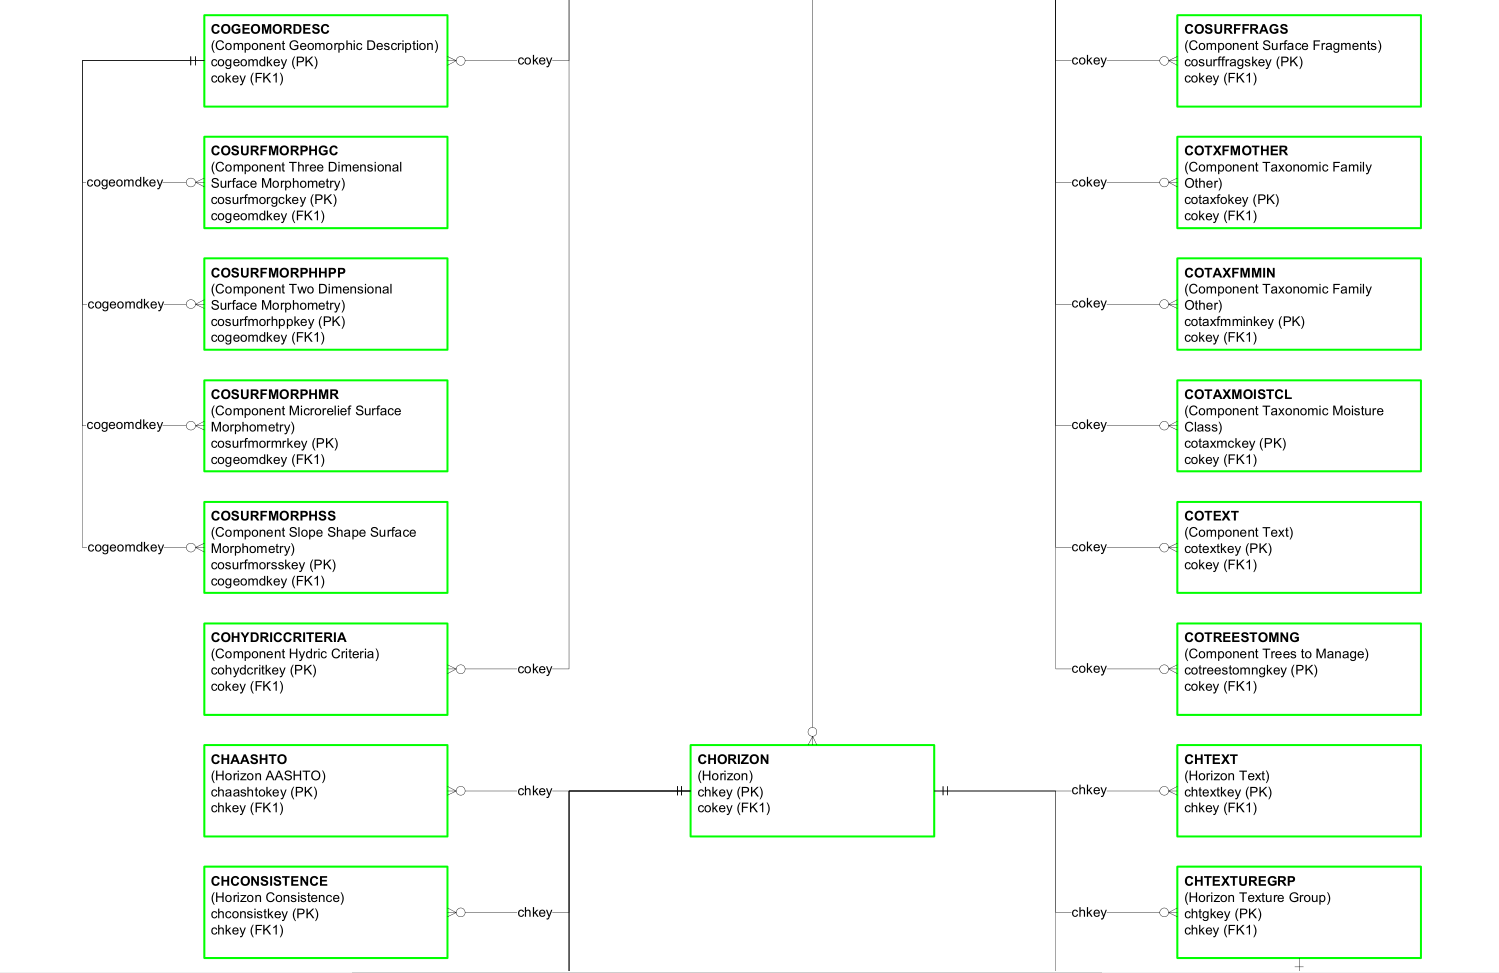 COGEOMORDESC
(Component Geomorphic Description)
cogeomdkey (PK)
cokey (FK1)
cokey
COSURFMORPHGC
(Component Three Dimensional
Surface Morphometry)
cosurfmorgckey (PK)
cogeomdkey (FK1)
cogeomdkey
COSURFMORPHHPP
(Component Two Dimensional
Surface Morphometry)
cosurfmorhppkey (PK)
cogeomdkey (FK1)
cogeomdkey
COSURFMORPHMR
(Component Microrelief Surface
Morphometry)
cosurfmormrkey (PK)
cogeomdkey (FK1)
cogeomdkey
COSURFMORPHSS
(Component Slope Shape Surface
Morphometry)
cosurfmorsskey (PK)
cogeomdkey (FK1)
cogeomdkey
COHYDRICCRITERIA
(Component Hydric Criteria)
cohydcritkey (PK)
cokey (FK1)
cokey
CHAASHTO
(Horizon AASHTO)
chaashtokey (PK)
chkey (FK1)
chkey
CHCONSISTENCE
(Horizon Consistence)
chconsistkey (PK)
chkey (FK1)
chkey
CHORIZON
(Horizon)
chkey (PK)
cokey (FK1)
cokey
COSURFFRAGS
(Component Surface Fragments)
cosurffragskey (PK)
cokey (FK1)
cokey
COTXFMOTHER
(Component Taxonomic Family
Other)
cotaxfokey (PK)
cokey (FK1)
cokey
COTAXFMMIN
(Component Taxonomic Family
Other)
cotaxfmminkey (PK)
cokey (FK1)
cokey
COTAXMOISTCL
(Component Taxonomic Moisture
Class)
cotaxmckey (PK)
cokey (FK1)
cokey
COTEXT
(Component Text)
cotextkey (PK)
cokey (FK1)
cokey
COTREESTOMNG
(Component Trees to Manage)
cotreestomngkey (PK)
cokey (FK1)
chkey
CHTEXT
(Horizon Text)
chtextkey (PK)
chkey (FK1)
chkey
CHTEXTUREGRP
(Horizon Texture Group)
chtgkey (PK)
chkey (FK1)